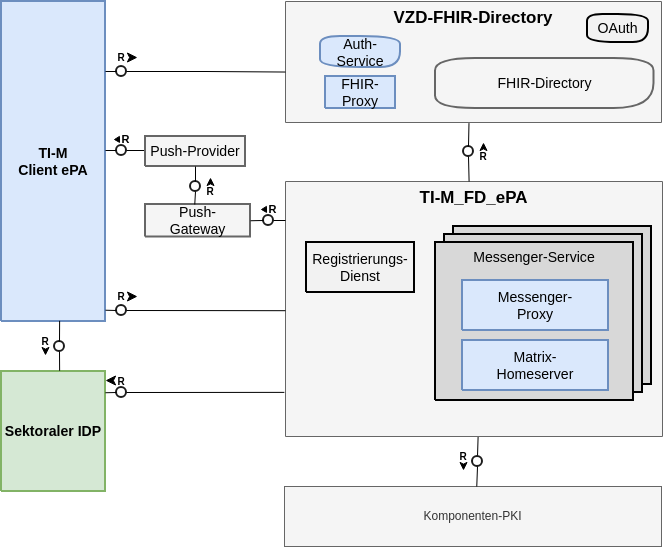 VZD-FHIR-Directory
OAuth
Auth-
Service
FHIR-
Proxy
FHIR-Directory
R
TI-M
Client ePA
R
Push-Provider
R
R
Push-
Gateway
R
TI-M_FD_ePA
Registrierungs-
Dienst
Messenger-Service
Messenger-
Proxy
Matrix-
Homeserver
R
R
R
Sektoraler IDP
R
Komponenten-PKI